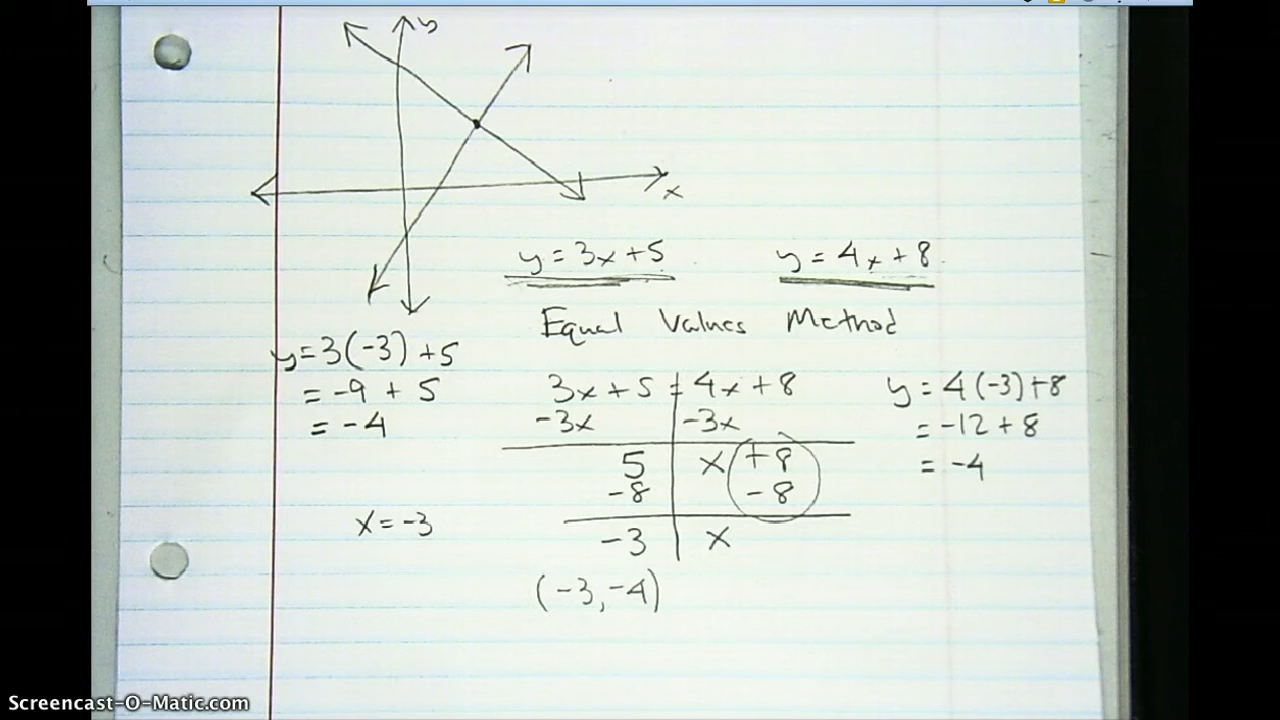 y
x
y = 3x + 5
y = 4x + 8
Equal Values Method
y = 3(-3) + 5
= -9 + 5
= -4
x = -3
3x + 5 = 4x + 8
-3x -3x
5 x + 8
-8 - 8
-3 x
(-3, -4)
y = 4(-3) + 8
= -12 + 8
= -4
Screencast-O-Matic.com